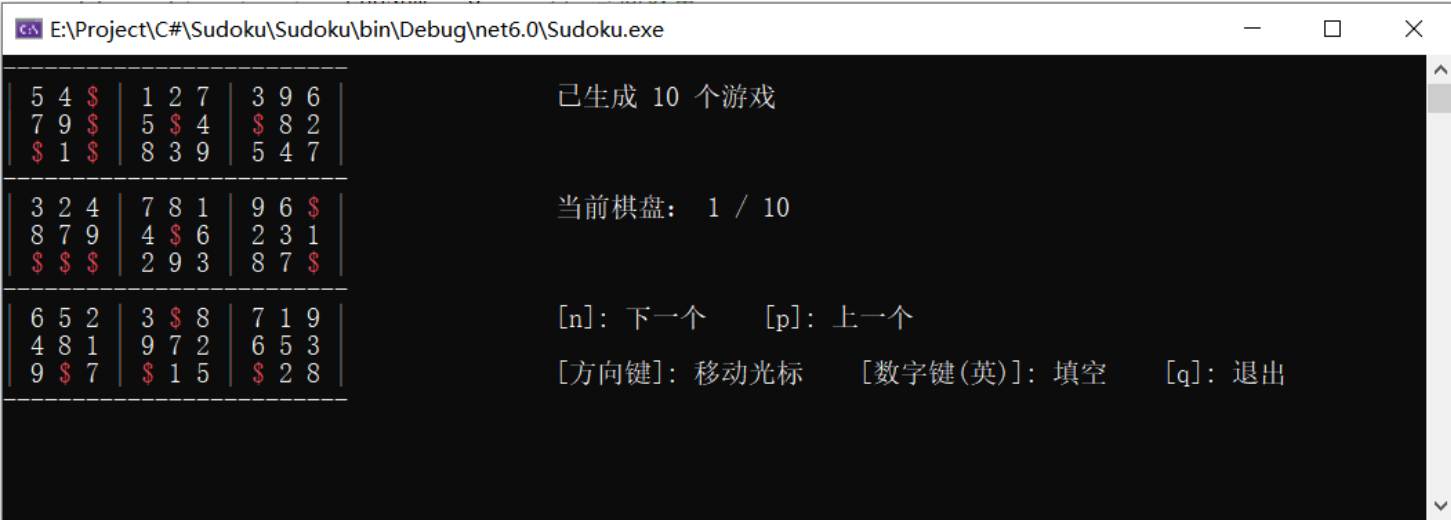 E:\Project\C#\Sudoku\Sudoku\bin\Debug\net6.0\Sudoku.exe
-------------------------
| 5 4 $ | 1 2 7 | 3 9 6 | 已生成 10 个游戏
| 7 9 $ | 5 $ 4 | $ 8 2 |
| $ 1 $ | 8 3 9 | 5 4 7 |
-------------------------
| 3 2 4 | 7 8 1 | 9 6 $ | 当前棋盘: 1 / 10
| 8 7 9 | 4 $ 6 | 2 3 1 |
| $ $ $ | 2 9 3 | 8 7 $ |
-------------------------
| 6 5 2 | 3 $ 8 | 7 1 9 | [n]: 下一个 [p]: 上一个
| 4 8 1 | 9 7 2 | 6 5 3 |
| 9 $ 7 | $ 1 5 | $ 2 8 | [方向键]: 移动光标 [数字键(英)]: 填空 [q]: 退出
-------------------------